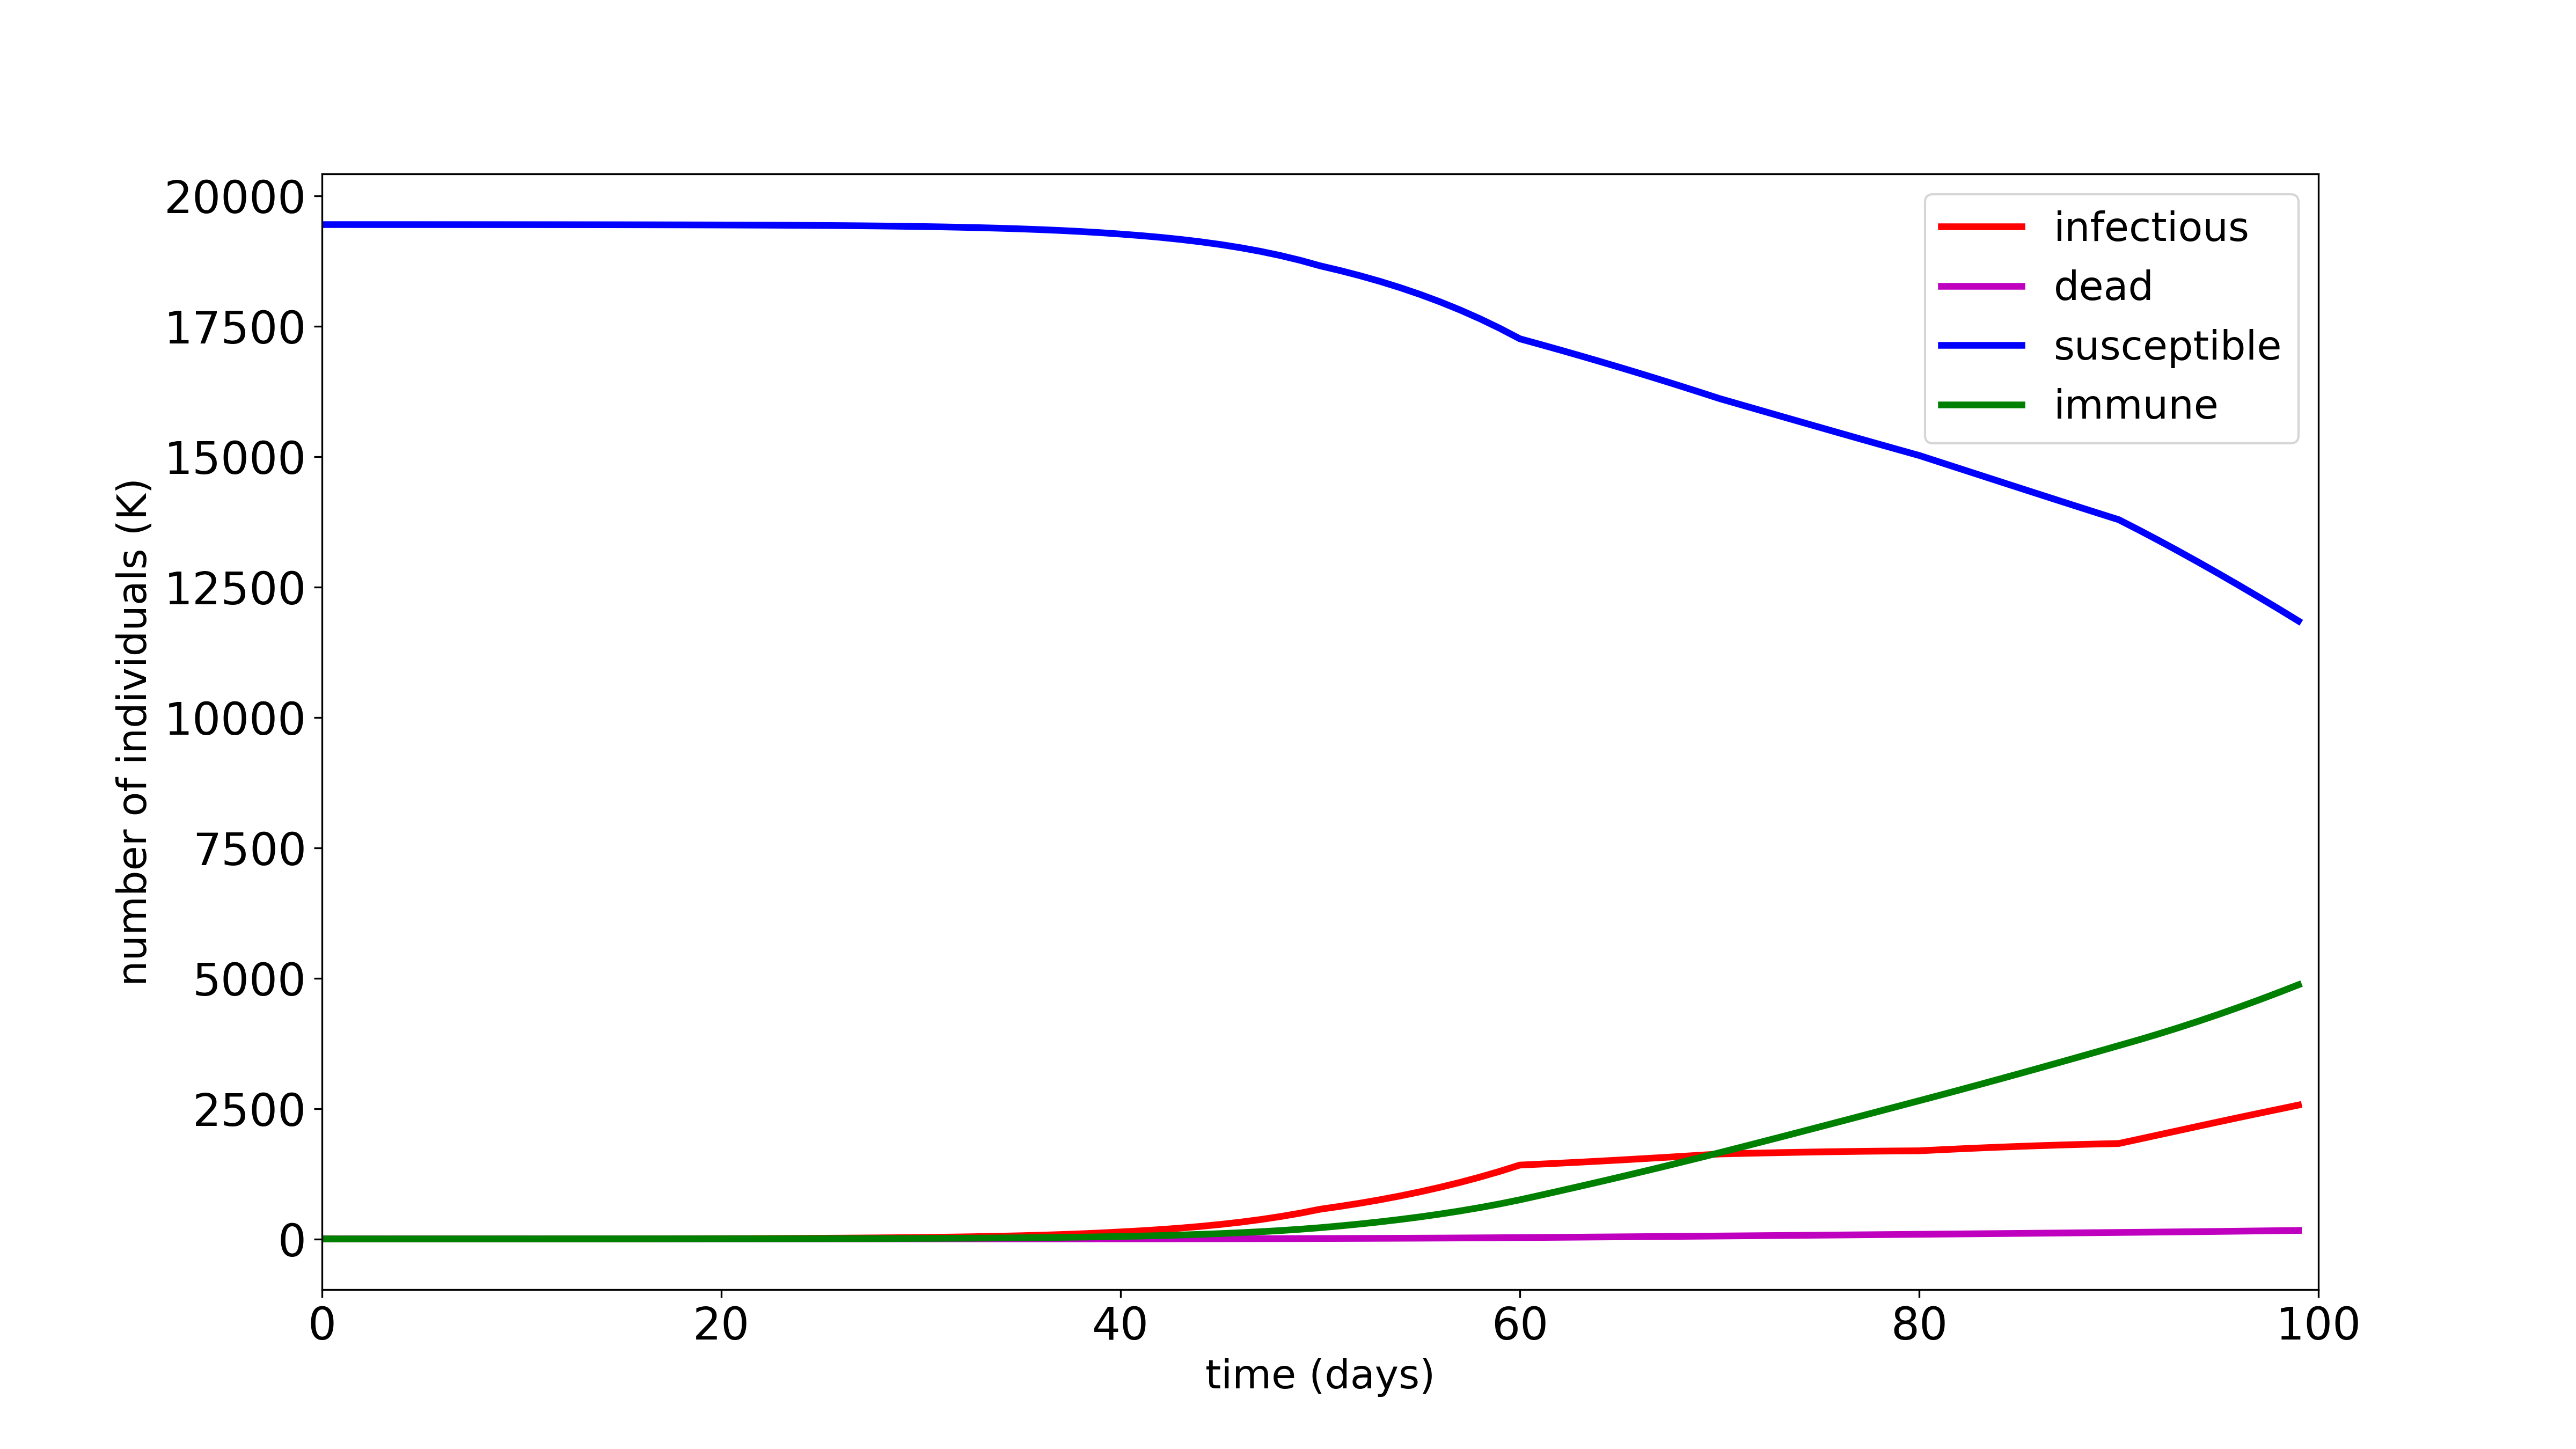 20000
17500
15000
12500
10000
7500
5000
2500
0
number of individuals (K)
infectious
dead
susceptible
immune
0 20 40 60 80 100
time (days)